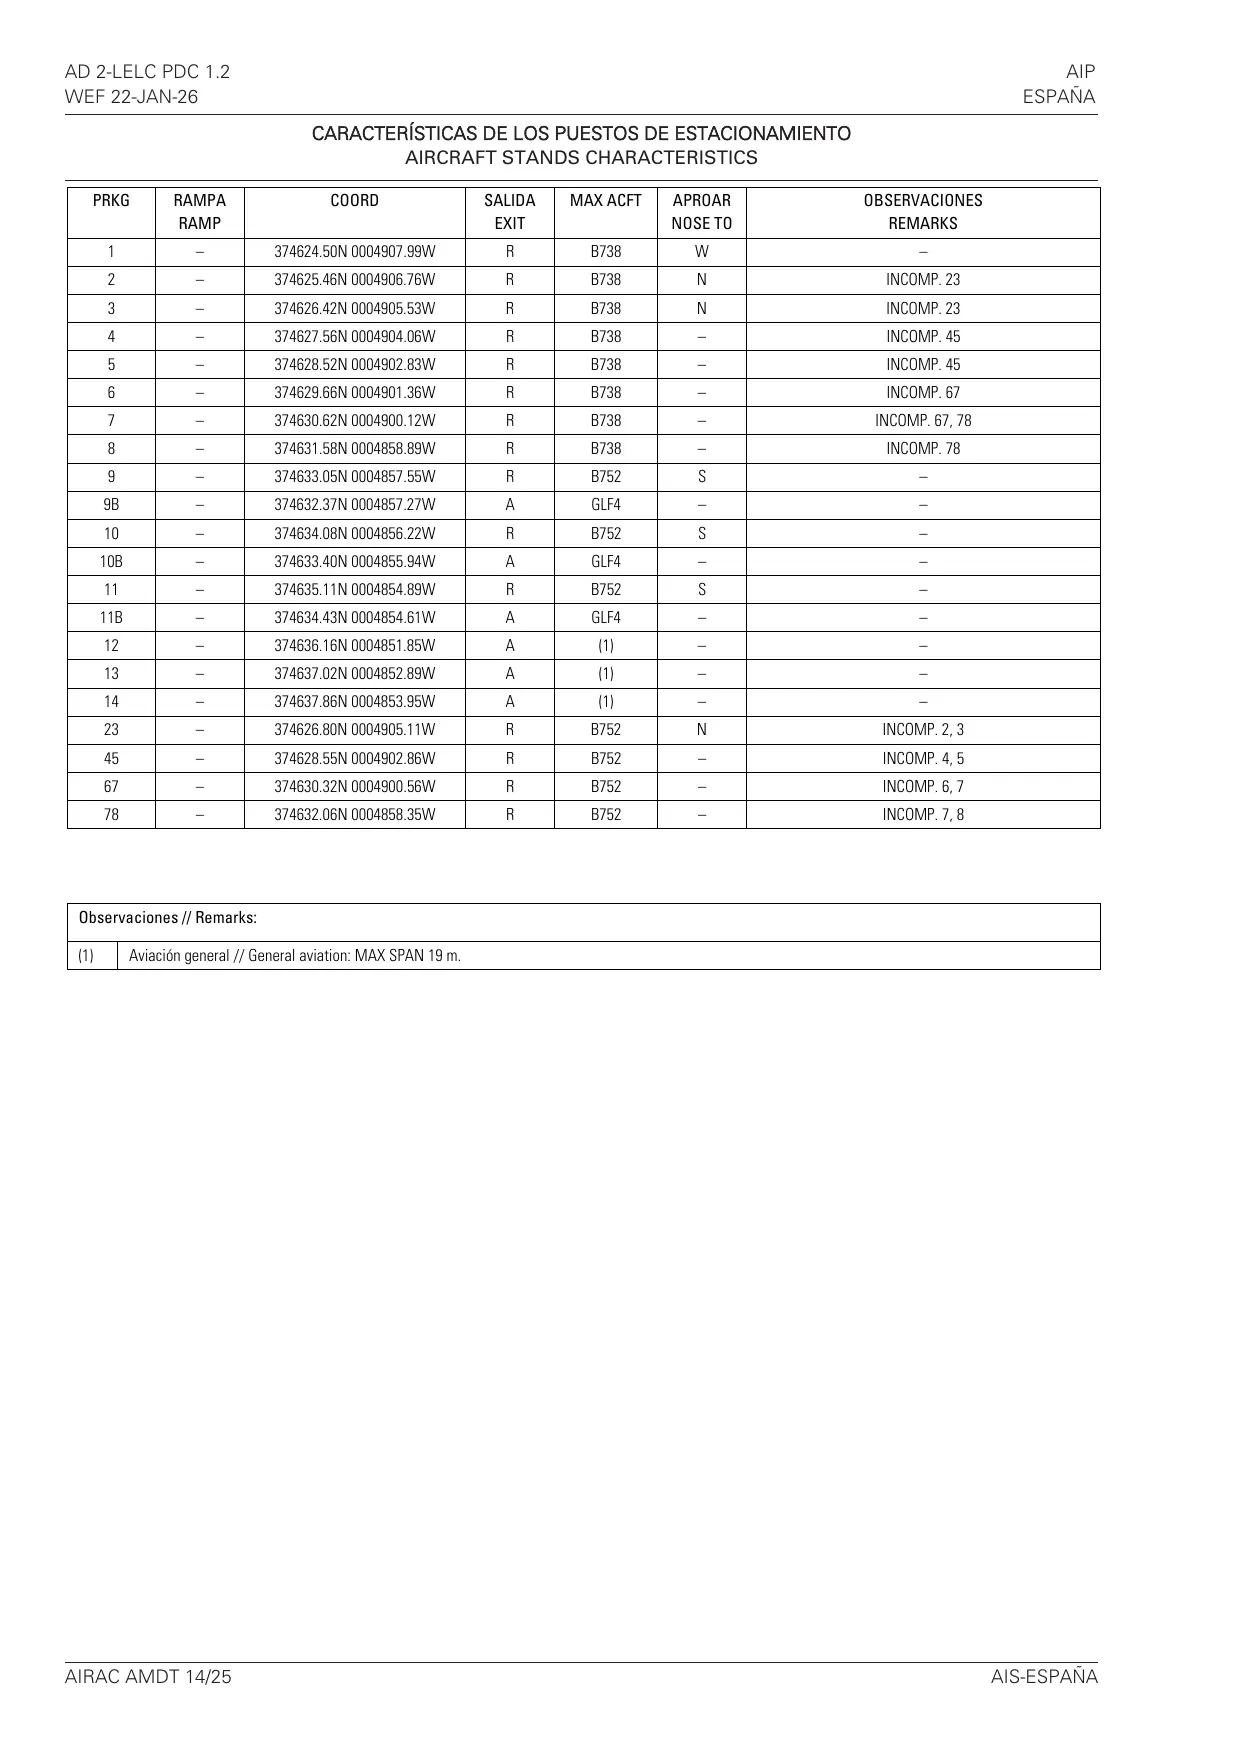 AD 2-LELC PDC 1.2 AIP
WEF 22-JAN-26 ESPAÑA
CARACTERÍSTICAS DE LOS PUESTOS DE ESTACIONAMIENTO
AIRCRAFT STANDS CHARACTERISTICS
PRKG RAMPA COORD SALIDA MAX ACFT APROAR OBSERVACIONES
RAMP EXIT NOSE TO REMARKS
1 – 374624.50N 0004907.99W R B738 W –
2 – 374625.46N 0004906.76W R B738 N INCOMP. 23
3 – 374626.42N 0004905.53W R B738 N INCOMP. 23
4 – 374627.56N 0004904.06W R B738 – INCOMP. 45
5 – 374628.52N 0004902.83W R B738 – INCOMP. 45
6 – 374629.66N 0004901.36W R B738 – INCOMP. 67
7 – 374630.62N 0004900.12W R B738 – INCOMP. 67, 78
8 – 374631.58N 0004858.89W R B738 – INCOMP. 78
9 – 374633.05N 0004857.55W R B752 S –
9B – 374632.37N 0004857.27W A GLF4 – –
10 – 374634.08N 0004856.22W R B752 S –
10B – 374633.40N 0004855.94W A GLF4 – –
11 – 374635.11N 0004854.89W R B752 S –
11B – 374634.43N 0004854.61W A GLF4 – –
12 – 374636.16N 0004851.85W A (1) – –
13 – 374637.02N 0004852.89W A (1) – –
14 – 374637.86N 0004853.95W A (1) – –
23 – 374626.80N 0004905.11W R B752 N INCOMP. 2, 3
45 – 374628.55N 0004902.86W R B752 – INCOMP. 4, 5
67 – 374630.32N 0004900.56W R B752 – INCOMP. 6, 7
78 – 374632.06N 0004858.35W R B752 – INCOMP. 7, 8
Observaciones // Remarks:
(1) Aviación general // General aviation: MAX SPAN 19 m.
AIRAC AMDT 14/25 AIS-ESPAÑA